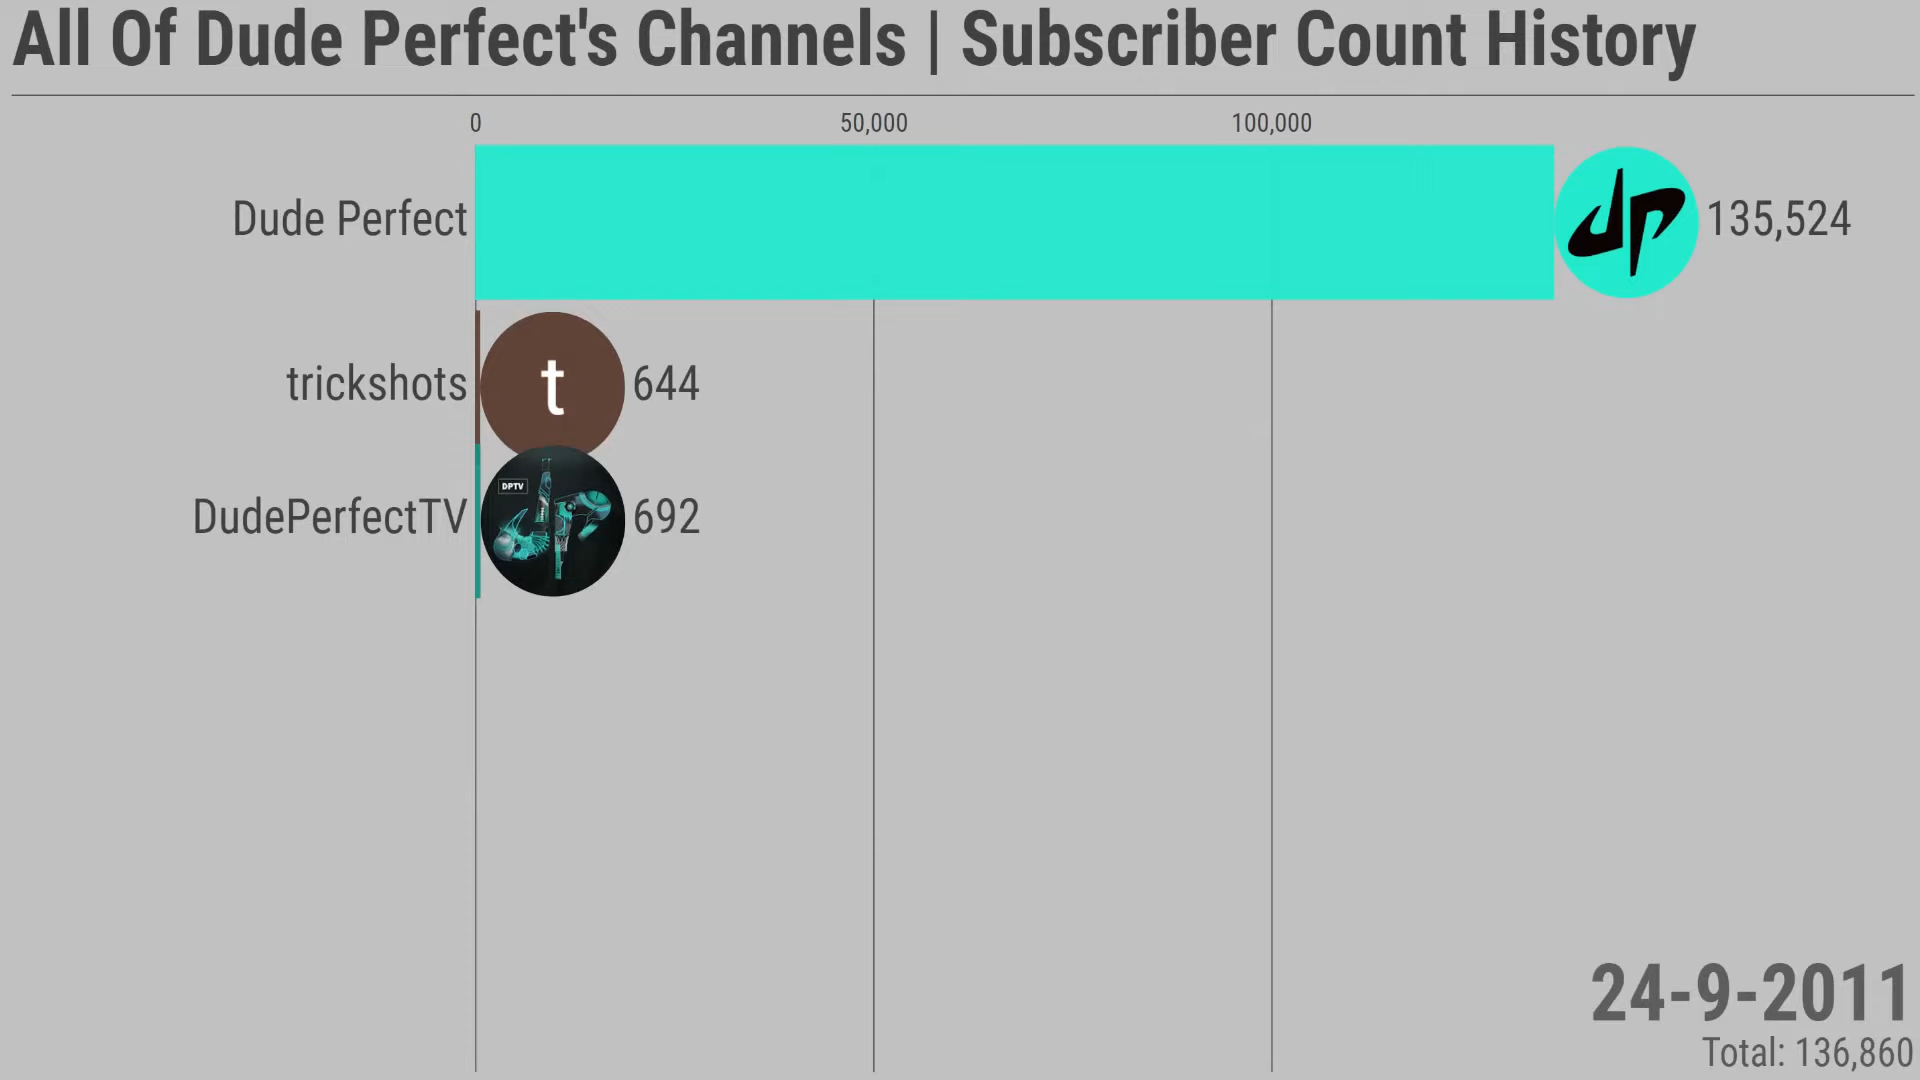 All Of Dude Perfect's Channels | Subscriber Count History
0 50,000 100,000
Dude Perfect dp 135,524
trickshots t 644
DPTV
DudePerfectTV 692
24-9-2011
Total: 136,860